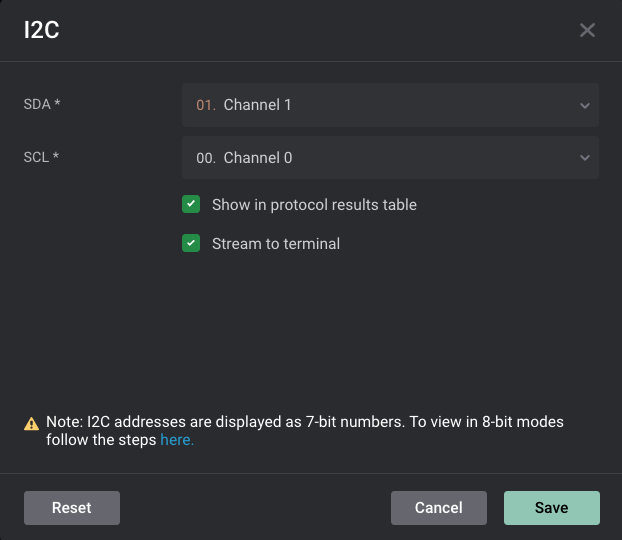 I2C
SDA *
01. Channel 1
SCL *
00. Channel 0
Show in protocol results table
Stream to terminal
Note: I2C addresses are displayed as 7-bit numbers. To view in 8-bit modes
follow the steps here.
Reset
Cancel
Save